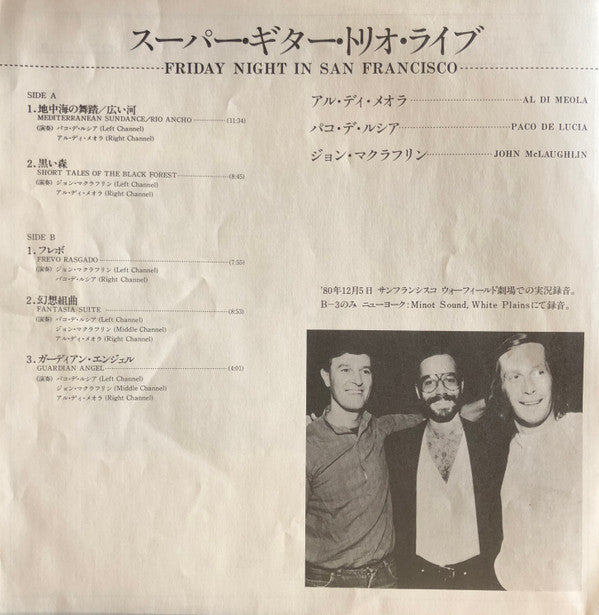 スーパー・ギター・トリオ・ライブ
FRIDAY NIGHT IN SAN FRANCISCO
SIDE A
1. 地中海の舞踏／広い河
MEDITERRANEAN SUNDANCE/RIO ANCHO (11:34)
(演奏) パコ・デ・ルシア (Left Channel)
アル・ディ・メオラ (Right Channel)
2. 黒い森
SHORT TALES OF THE BLACK FOREST (8:45)
(演奏) ジョン・マクラフリン (Left Channel)
アル・ディ・メオラ (Right Channel)
SIDE B
1. フレボ
FREVO RASGADO (7:55)
(演奏) ジョン・マクラフリン (Left Channel)
パコ・デ・ルシア (Right Channel)
2. 幻想組曲
FANTASIA SUITE (8:53)
(演奏) パコ・デ・ルシア (Left Channel)
ジョン・マクラフリン (Middle Channel)
アル・ディ・メオラ (Right Channel)
3. ガーディアン・エンジェル
GUARDIAN ANGEL (4:01)
(演奏) パコ・デ・ルシア (Left Channel)
ジョン・マクラフリン (Middle Channel)
アル・ディ・メオラ (Right Channel)
アル・ディ・メオラ AL DI MEOLA
パコ・デ・ルシア PACO DE LUCIA
ジョン・マクラフリン JOHN McLAUGHLIN
'80年12月5日 サンフランシスコ ウォーフィールド劇場での実況録音。
B-3のみ ニューヨーク: Minot Sound, White Plainsにて録音。